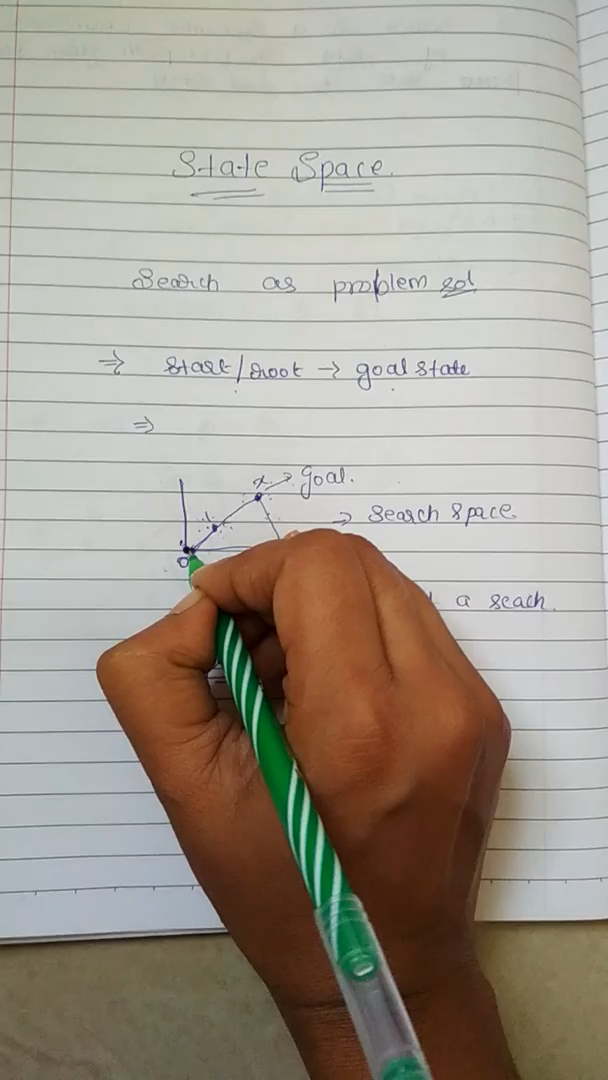 State Space.
Search as problem sol
⇒ Start/root → goal state
⇒
x → Goal.
⇒ Search space
a seach.